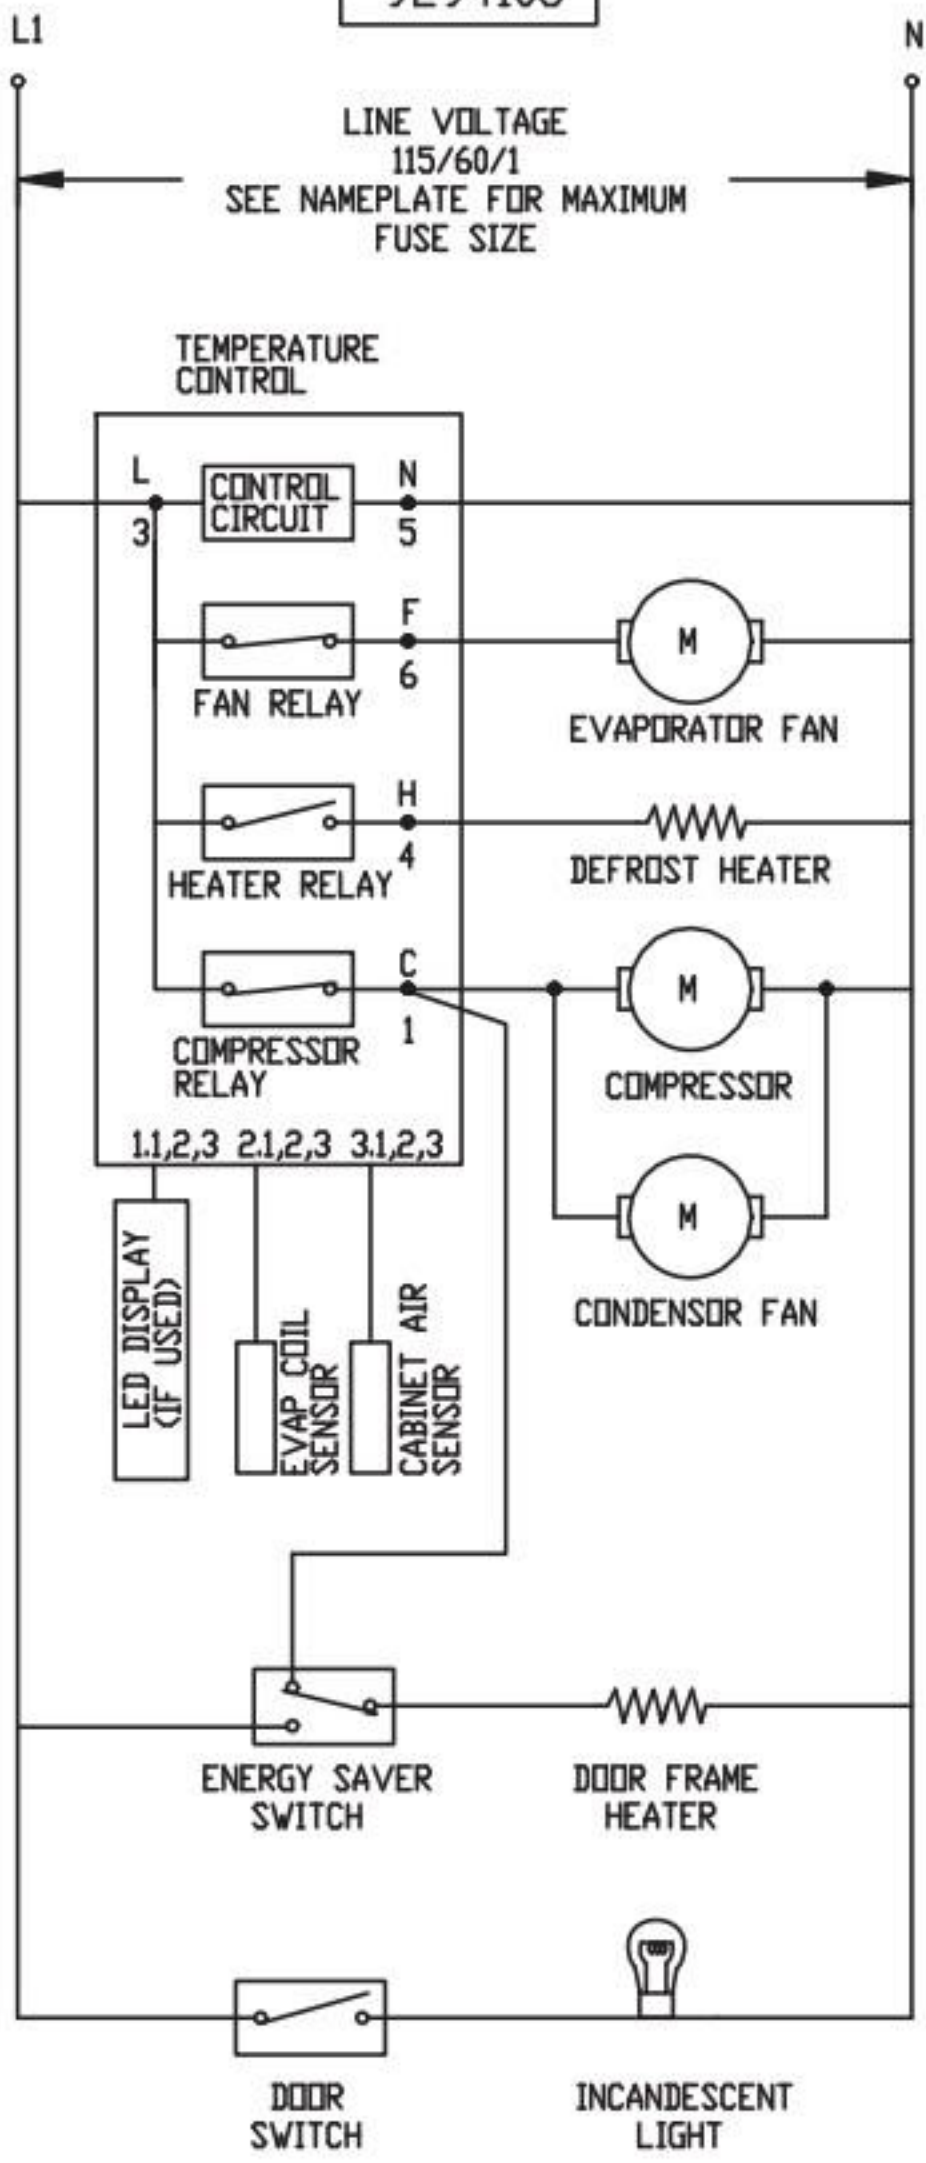 L1
N
LINE VOLTAGE
115/60/1
SEE NAMEPLATE FOR MAXIMUM
FUSE SIZE
TEMPERATURE
CONTROL
L
CONTROL
CIRCUIT
N
3
5
F
6
M
FAN RELAY
EVAPORATOR FAN
H
4
HEATER RELAY
DEFROST HEATER
C
1
M
COMPRESSOR
RELAY
COMPRESSOR
1.1,2,3
2.1,2,3
3.1,2,3
M
CONDENSOR FAN
LED DISPLAY
(IF USED)
EVAP COIL
SENSOR
CABINET AIR
SENSOR
ENERGY SAVER
SWITCH
DOOR FRAME
HEATER
DOOR
SWITCH
INCANDESCENT
LIGHT